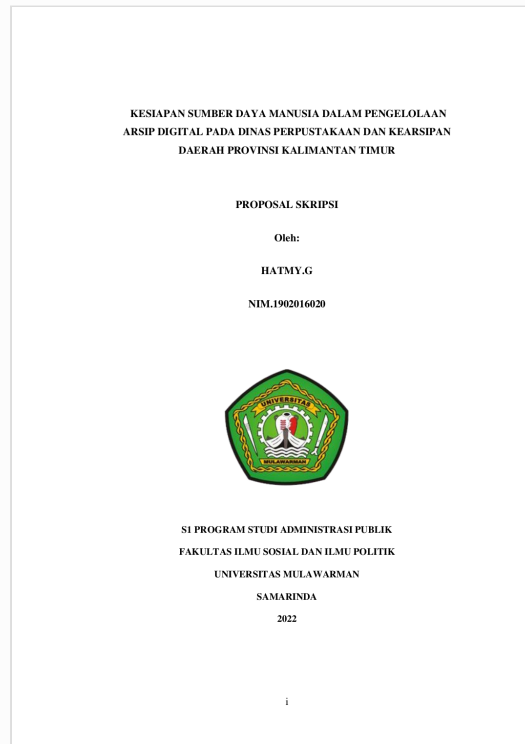 KESIAPAN SUMBER DAYA MANUSIA DALAM PENGELOLAAN
ARSIP DIGITAL PADA DINAS PERPUSTAKAAN DAN KEARSIPAN
DAERAH PROVINSI KALIMANTAN TIMUR
PROPOSAL SKRIPSI
Oleh:
HATMY.G
NIM.1902016020
UNIVERSITAS
MULAWARMAN
S1 PROGRAM STUDI ADMINISTRASI PUBLIK
FAKULTAS ILMU SOSIAL DAN ILMU POLITIK
UNIVERSITAS MULAWARMAN
SAMARINDA
2022
i